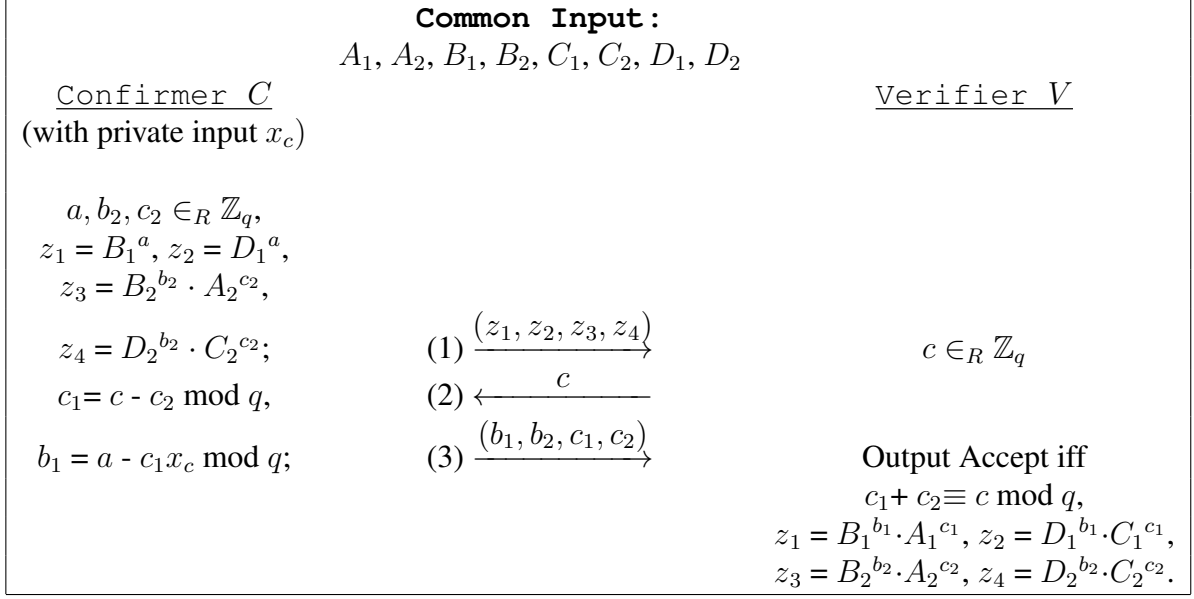 Common Input:
A₁, A₂, B₁, B₂, C₁, C₂, D₁, D₂
Confirmer C Verifier V
(with private input x_c)
a, b₂, c₂ ∈_R ℤ_q,
z₁ = B₁^a, z₂ = D₁^a,
z₃ = B₂^{b₂} · A₂^{c₂},
z₄ = D₂^{b₂} · C₂^{c₂}; (1) (z₁, z₂, z₃, z₄) → c ∈_R ℤ_q
c₁= c - c₂ mod q, (2) ← c
b₁ = a - c₁x_c mod q; (3) (b₁, b₂, c₁, c₂) → Output Accept iff
c₁+ c₂≡ c mod q,
z₁ = B₁^{b₁}·A₁^{c₁}, z₂ = D₁^{b₁}·C₁^{c₁},
z₃ = B₂^{b₂}·A₂^{c₂}, z₄ = D₂^{b₂}·C₂^{c₂}.